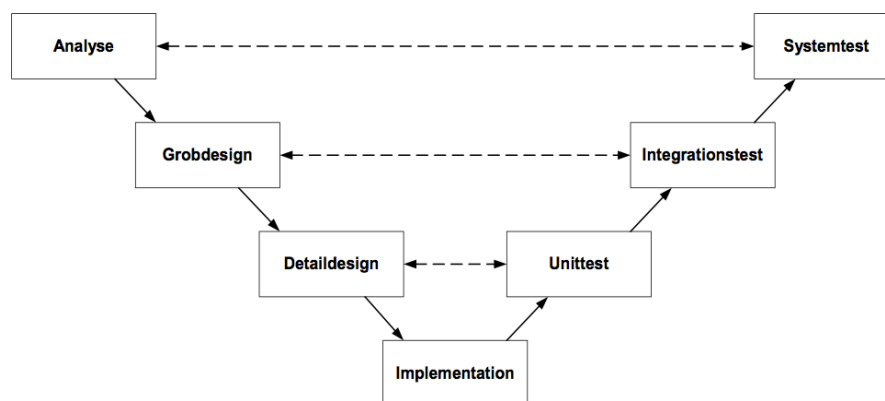 Analyse
Systemtest
Grobdesign
Integrationstest
Detaildesign
Unittest
Implementation